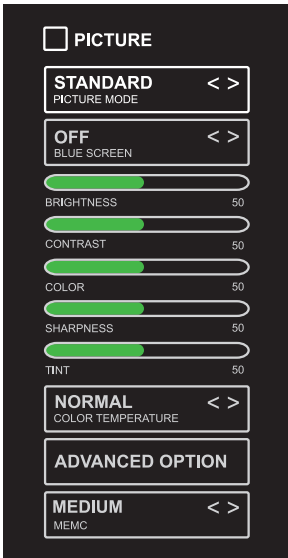 PICTURE
STANDARD < >
PICTURE MODE
OFF < >
BLUE SCREEN
BRIGHTNESS 50
CONTRAST 50
COLOR 50
SHARPNESS 50
TINT 50
NORMAL < >
COLOR TEMPERATURE
ADVANCED OPTION
MEDIUM < >
MEMC